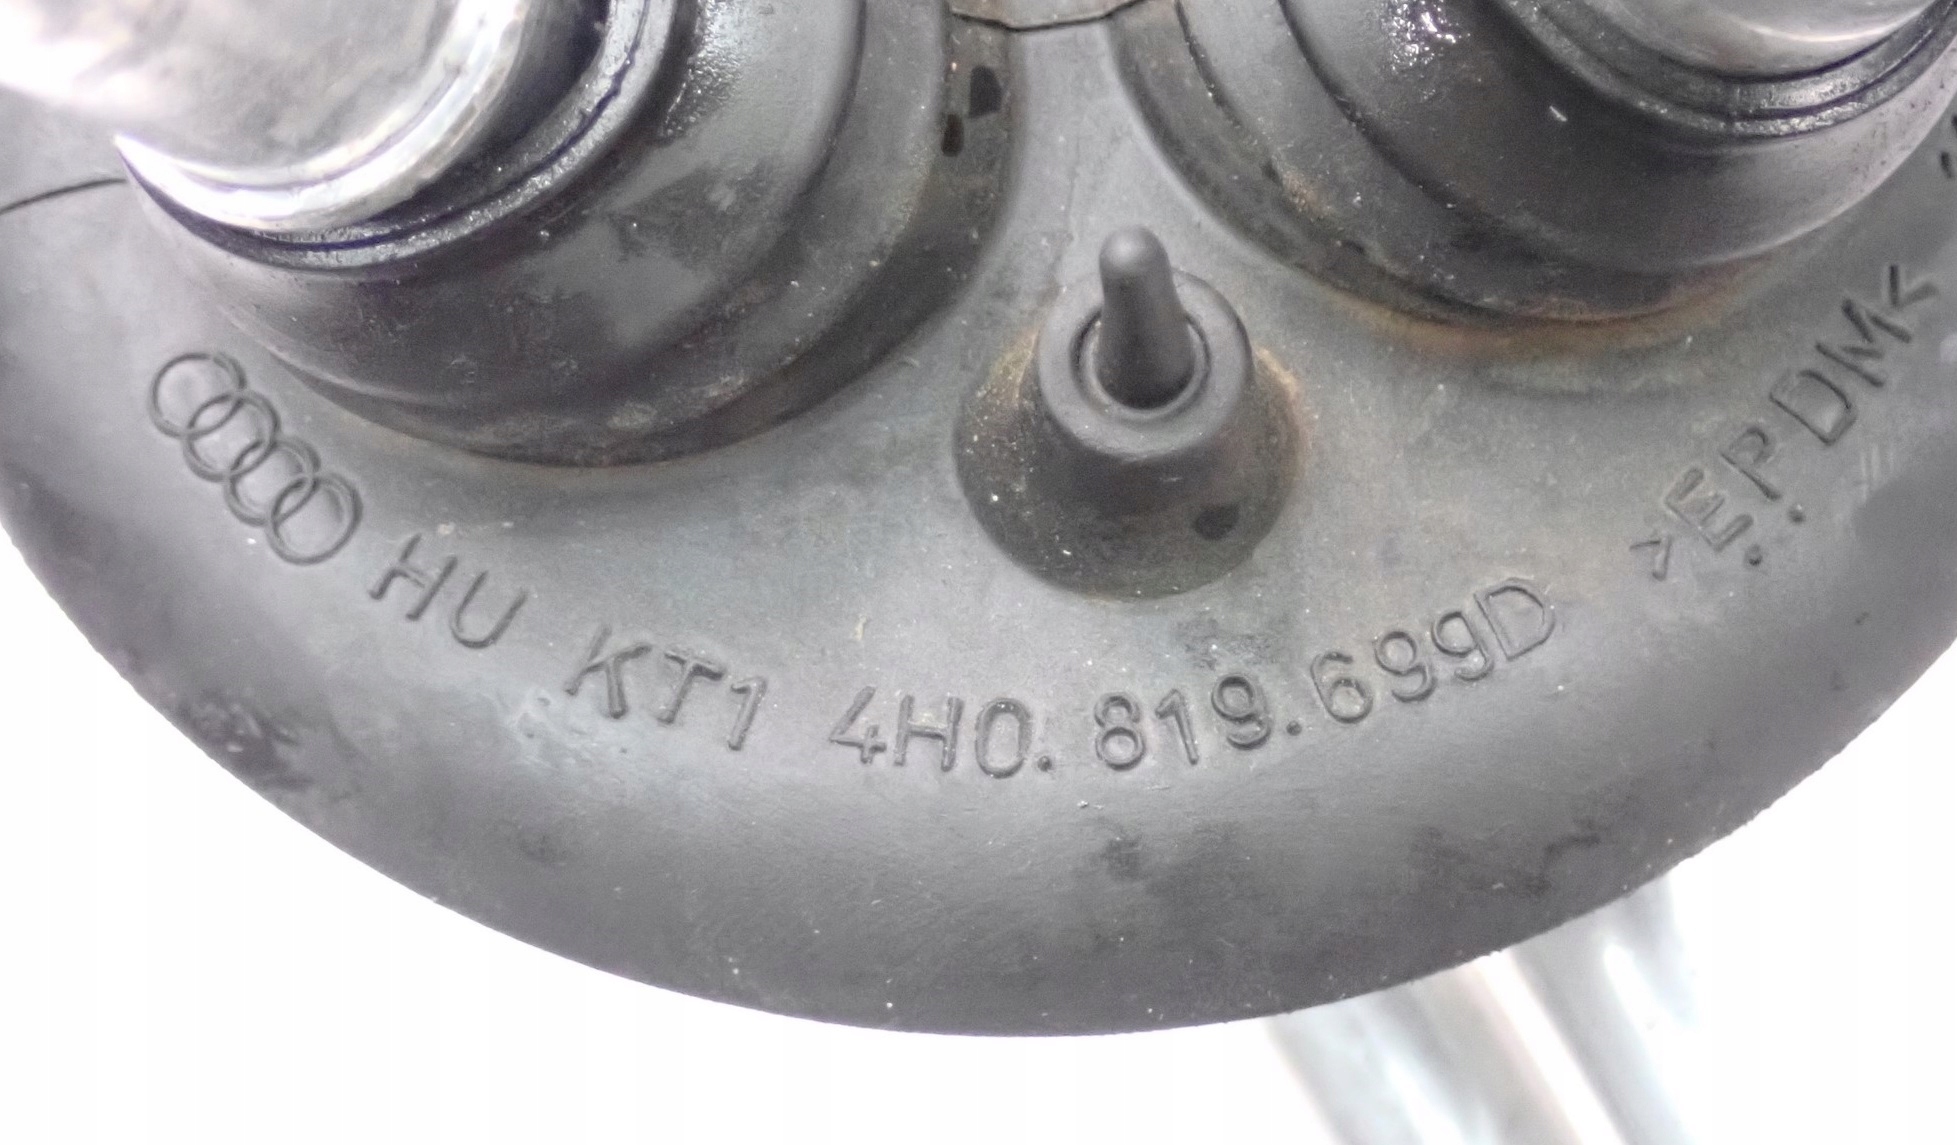 HU KT1 4H0.819.699D >EPDM<